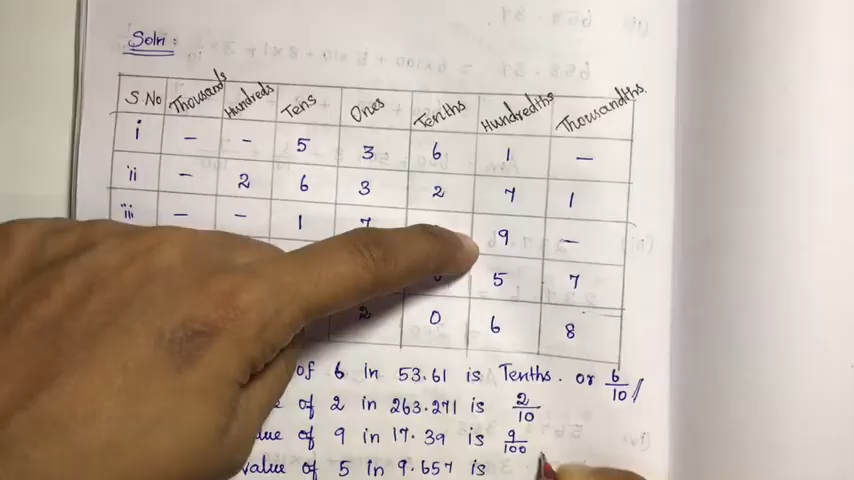 Soln:
S.No Thousands Hundreds Tens Ones Tenths Hundredths Thousandths.
i - - 5 3 6 1 -
ii - 2 6 3 2 7 1
iii - - 1 7 9 -
5 7
2 0 6 8
of 6 in 53.61 is Tenths. or 6/10 //
of 2 in 263.271 is 2/10
of 9 in 17.39 is 9/100
value of 5 in 9.657 is